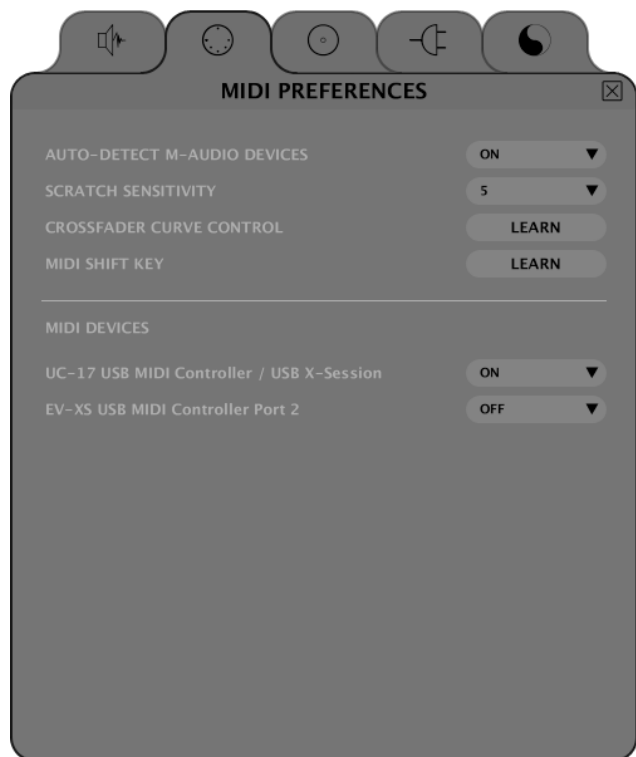 MIDI PREFERENCES
AUTO-DETECT M-AUDIO DEVICES ON
SCRATCH SENSITIVITY 5
CROSSFADER CURVE CONTROL LEARN
MIDI SHIFT KEY LEARN
MIDI DEVICES
UC-17 USB MIDI Controller / USB X-Session ON
EV-XS USB MIDI Controller Port 2 OFF